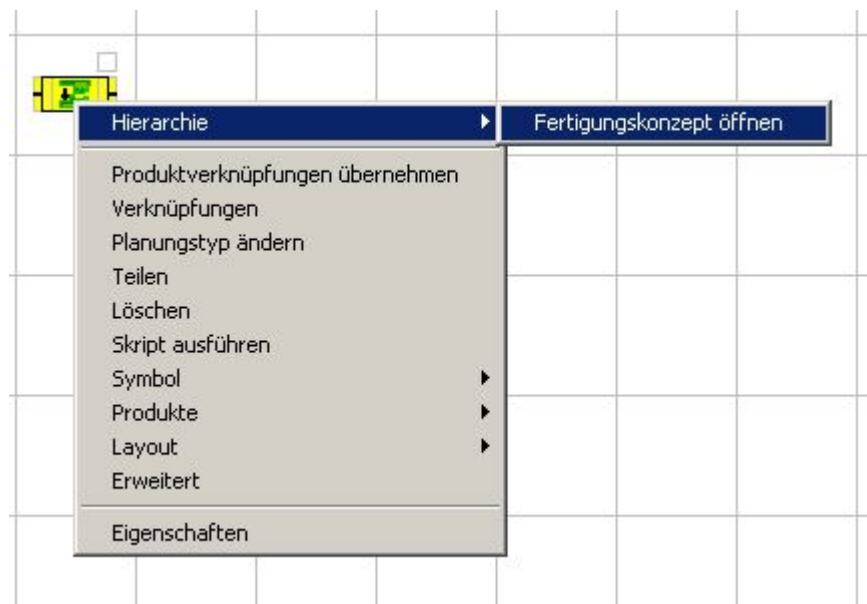 Hierarchie
Fertigungskonzept öffnen
Produktverknüpfungen übernehmen
Verknüpfungen
Planungstyp ändern
Teilen
Löschen
Skript ausführen
Symbol
Produkte
Layout
Erweitert
Eigenschaften